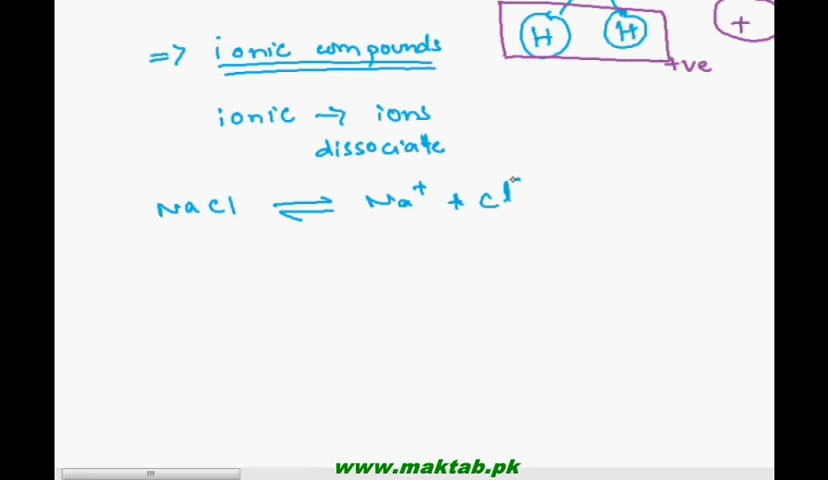 H H +
+ve
=> ionic compounds
ionic → ions
dissociate
NaCl ⇌ Na⁺ + Cl⁻
www.maktab.pk